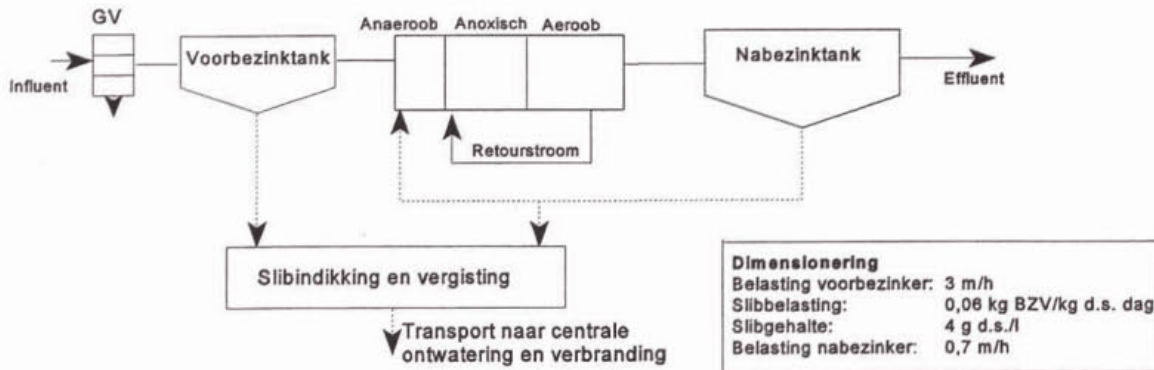 GV
Influent
Voorbezinktank
Anaeroob
Anoxisch
Aeroob
Retourstroom
Nabezinktank
Effluent
Slibindikking en vergisting
Transport naar centrale
ontwatering en verbranding
Dimensionering
Belasting voorbezinker: 3 m/h
Slibbelasting: 0,06 kg BZV/kg d.s. dag
Slibgehalte: 4 g d.s./l
Belasting nabezinker: 0,7 m/h